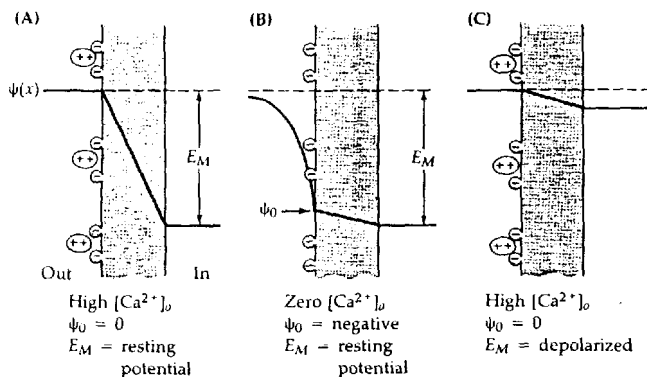 (A)
(B)
(C)
ψ(x)
E_M
E_M
ψ₀
Out
In
++
++
++
++
++
++
High [Ca²⁺]ₒ
ψ₀ = 0
E_M = resting
potential
Zero [Ca²⁺]ₒ
ψ₀ = negative
E_M = resting
potential
High [Ca²⁺]ₒ
ψ₀ = 0
E_M = depolarized